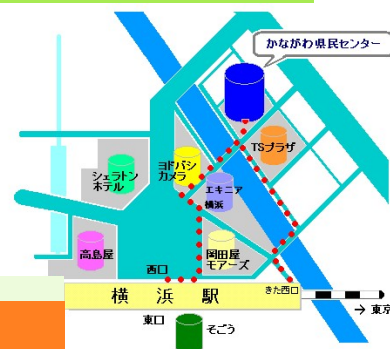 かながわ県民センター
TSプラザ
ヨドバシ
カメラ
シェラトン
ホテル
エキニア
横浜
高島屋
岡田屋
モアーズ
西口
きた西口
横浜駅
→ 東京
東口
そごう